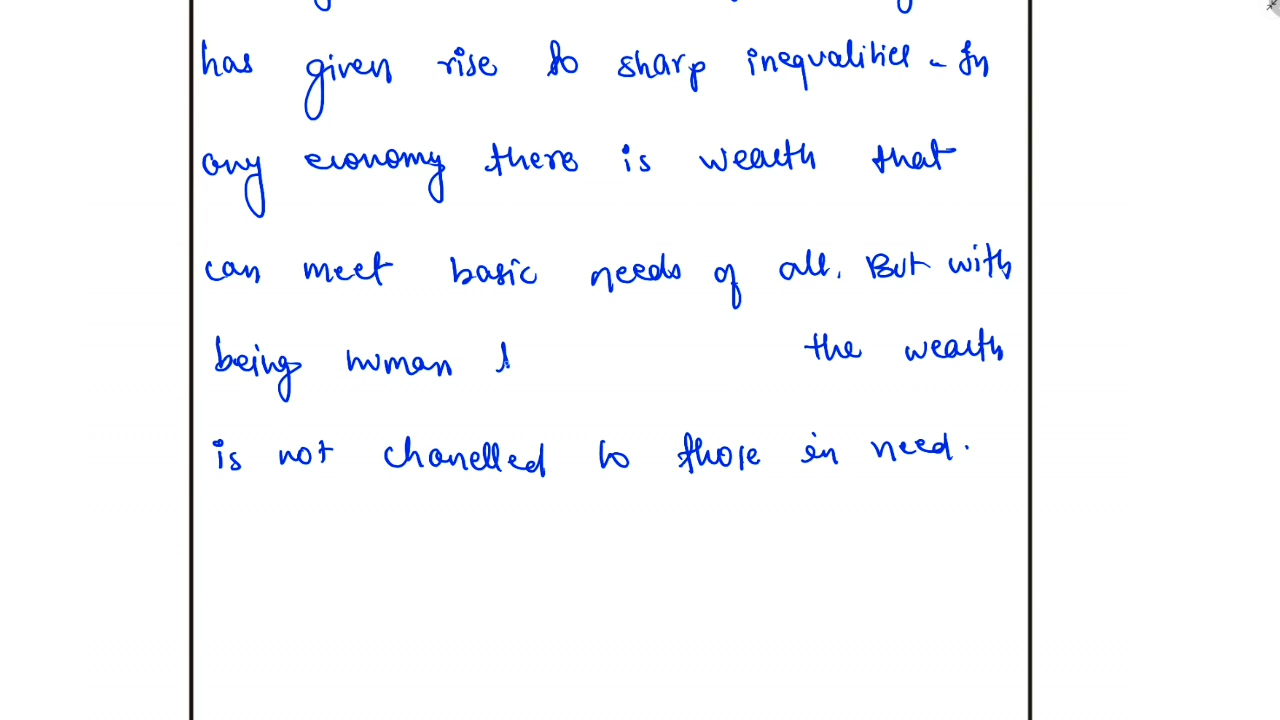 has given rise to sharp inequalities. In
any economy there is wealth that
can meet basic needs of all. But with
being human the wealth
is not chanelled to those in need.